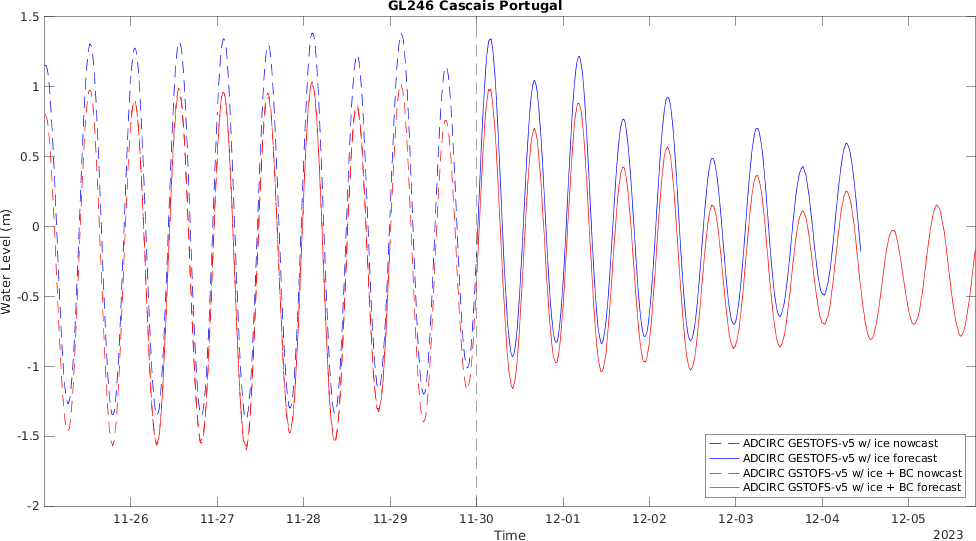 GL246 Cascais Portugal
1.5
1
0.5
0
-0.5
-1
-1.5
-2
Water Level (m)
11-26 11-27 11-28 11-29 11-30 12-01 12-02 12-03 12-04 12-05
Time
2023
ADCIRC GESTOFS-v5 w/ ice nowcast
ADCIRC GESTOFS-v5 w/ ice forecast
ADCIRC GSTOFS-v5 w/ ice + BC nowcast
ADCIRC GSTOFS-v5 w/ ice + BC forecast